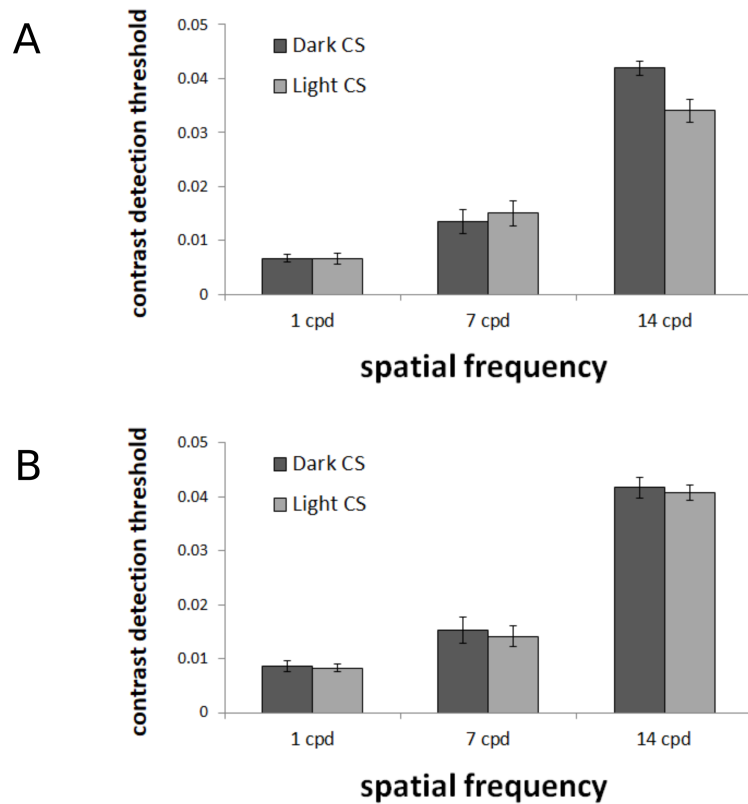 A
contrast detection threshold
0.05
0.04
0.03
0.02
0.01
0
Dark CS
Light CS
1 cpd
7 cpd
14 cpd
spatial frequency
B
contrast detection threshold
0.05
0.04
0.03
0.02
0.01
0
Dark CS
Light CS
1 cpd
7 cpd
14 cpd
spatial frequency